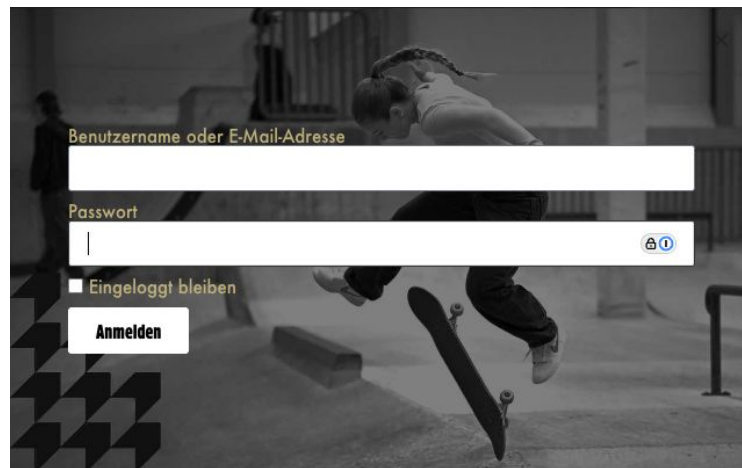 Benutzername oder E-Mail-Adresse
Passwort
Eingeloggt bleiben
Anmelden